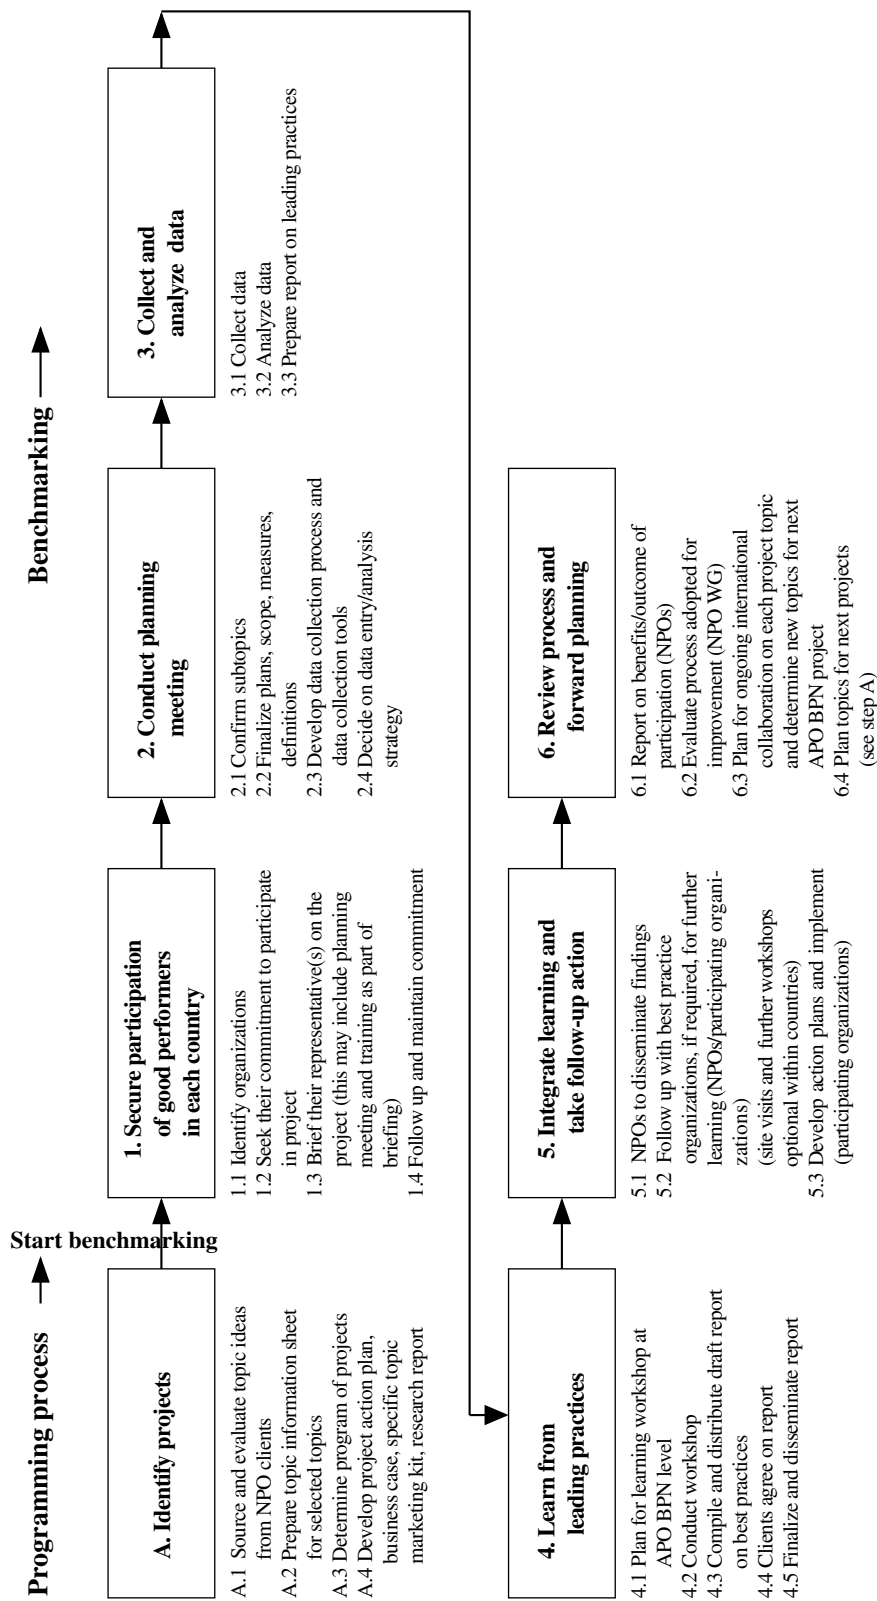 Programming process
Benchmarking
Start benchmarking
A. Identify projects
A.1 Source and evaluate topic ideas
from NPO clients
A.2 Prepare topic information sheet
for selected topics
A.3 Determine program of projects
A.4 Develop project action plan,
business case, specific topic
marketing kit, research report
1. Secure participation
of good performers
in each country
1.1 Identify organizations
1.2 Seek their commitment to participate
in project
1.3 Brief their representative(s) on the
project (this may include planning
meeting and training as part of
briefing)
1.4 Follow up and maintain commitment
2. Conduct planning
meeting
2.1 Confirm subtopics
2.2 Finalize plans, scope, measures,
definitions
2.3 Develop data collection process and
data collection tools
2.4 Decide on data entry/analysis
strategy
3. Collect and
analyze data
3.1 Collect data
3.2 Analyze data
3.3 Prepare report on leading practices
4. Learn from
leading practices
4.1 Plan for learning workshop at
APO BPN level
4.2 Conduct workshop
4.3 Compile and distribute draft report
on best practices
4.4 Clients agree on report
4.5 Finalize and disseminate report
5. Integrate learning and
take follow-up action
5.1 NPOs to disseminate findings
5.2 Follow up with best practice
organizations, if required, for further
learning (NPOs/participating organi-
zations)
(site visits and further workshops
optional within countries)
5.3 Develop action plans and implement
(participating organizations)
6. Review process and
forward planning
6.1 Report on benefits/outcome of
participation (NPOs)
6.2 Evaluate process adopted for
improvement (NPO WG)
6.3 Plan for ongoing international
collaboration on each project topic
and determine new topics for next
APO BPN project
6.4 Plan topics for next projects
(see step A)